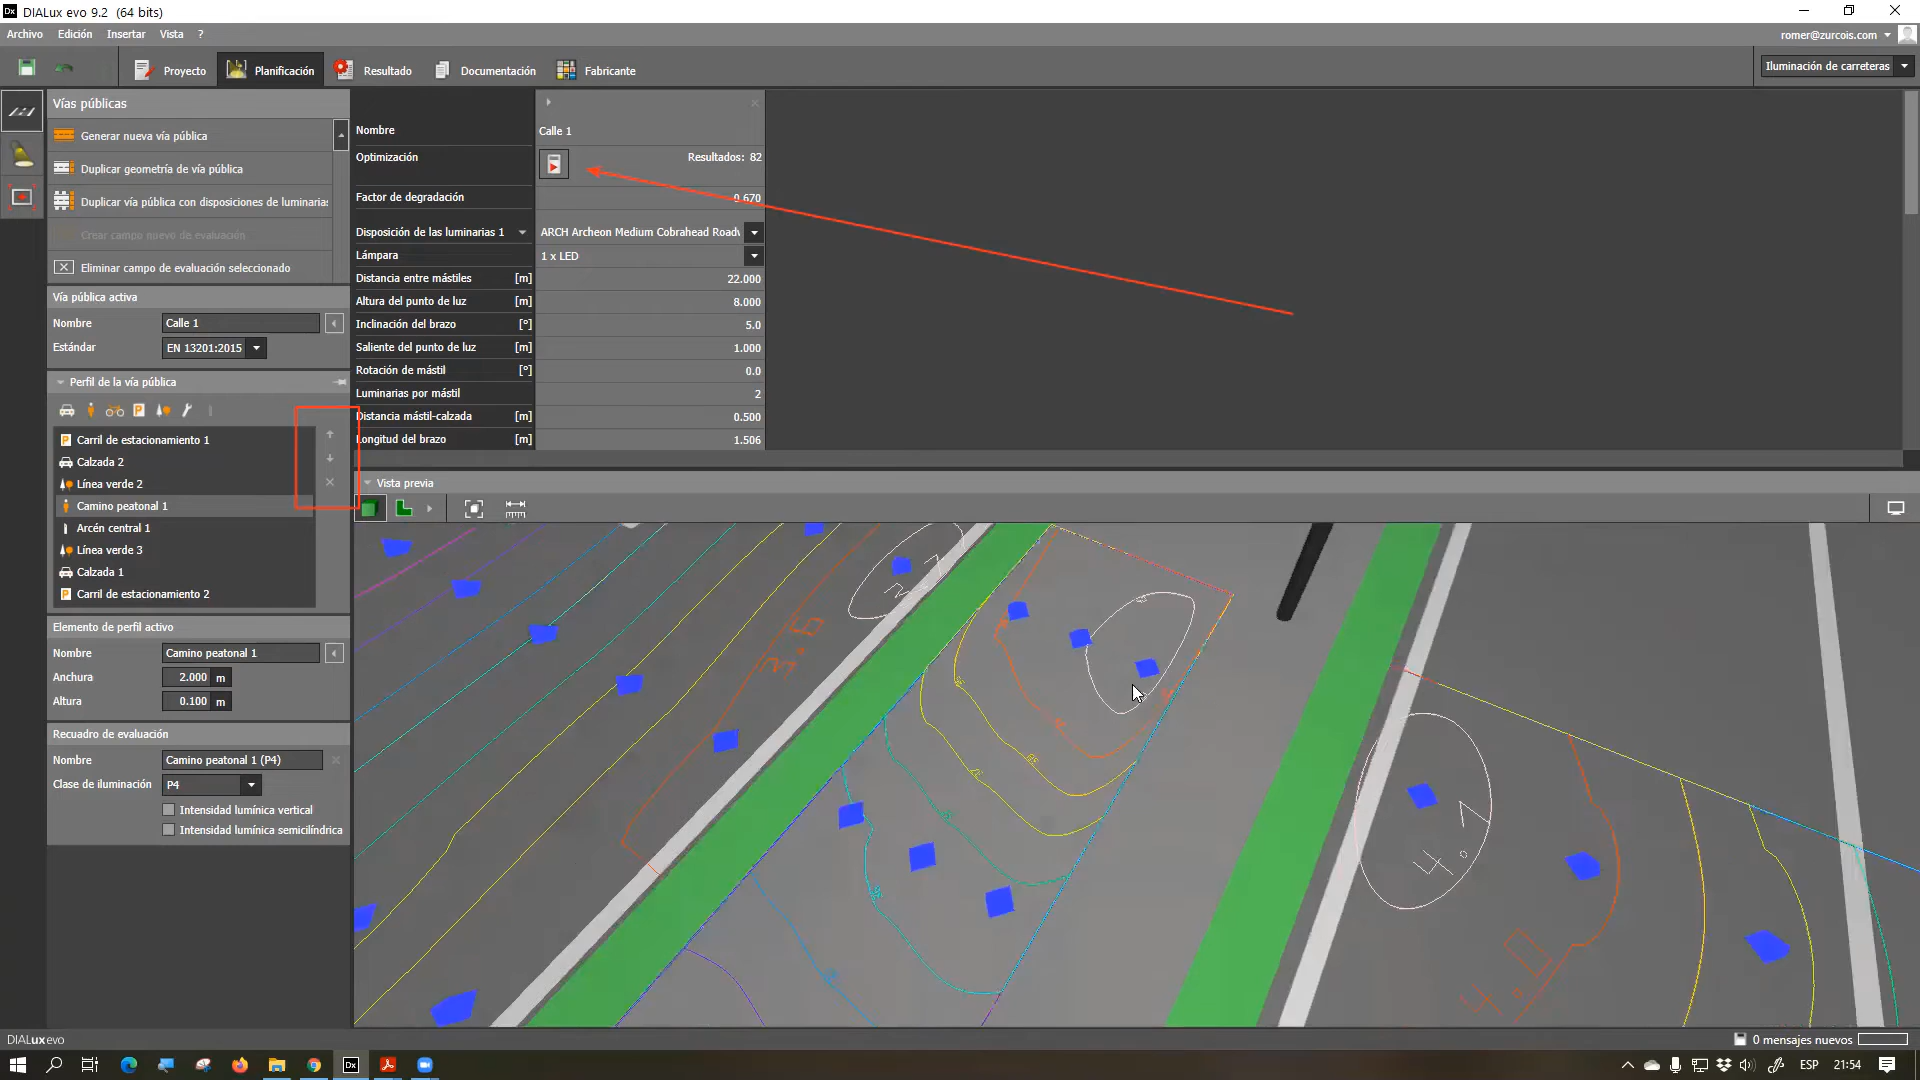 DIALux evo 9.2 (64 bits)
Archivo Edición Insertar Vista ?
romer@zurcois.com
Proyecto Planificación Resultado Documentación Fabricante
Iluminación de carreteras
Vías públicas
Generar nueva vía pública
Duplicar geometría de vía pública
Duplicar vía pública con disposiciones de luminarias
Crear campo nuevo de evaluación
Eliminar campo de evaluación seleccionado
Vía pública activa
Nombre Calle 1
Estándar EN 13201:2015
Perfil de la vía pública
Carril de estacionamiento 1
Calzada 2
Línea verde 2
Camino peatonal 1
Arcén central 1
Línea verde 3
Calzada 1
Carril de estacionamiento 2
Elemento de perfil activo
Nombre Camino peatonal 1
Anchura 2.000 m
Altura 0.100 m
Recuadro de evaluación
Nombre Camino peatonal 1 (P4)
Clase de iluminación P4
Intensidad lumínica vertical
Intensidad lumínica semicilíndrica
Nombre Calle 1
Optimización Resultados: 82
Factor de degradación 0.670
Disposición de las luminarias 1 ARCH Archeon Medium Cobrahead Roadw
Lámpara 1 x LED
Distancia entre mástiles [m] 22.000
Altura del punto de luz [m] 8.000
Inclinación del brazo [°] 5.0
Saliente del punto de luz [m] 1.000
Rotación de mástil [°] 0.0
Luminarias por mástil 2
Distancia mástil-calzada [m] 0.500
Longitud del brazo [m] 1.506
Vista previa
3.6
4.0
DIALux evo
0 mensajes nuevos
ESP 21:54